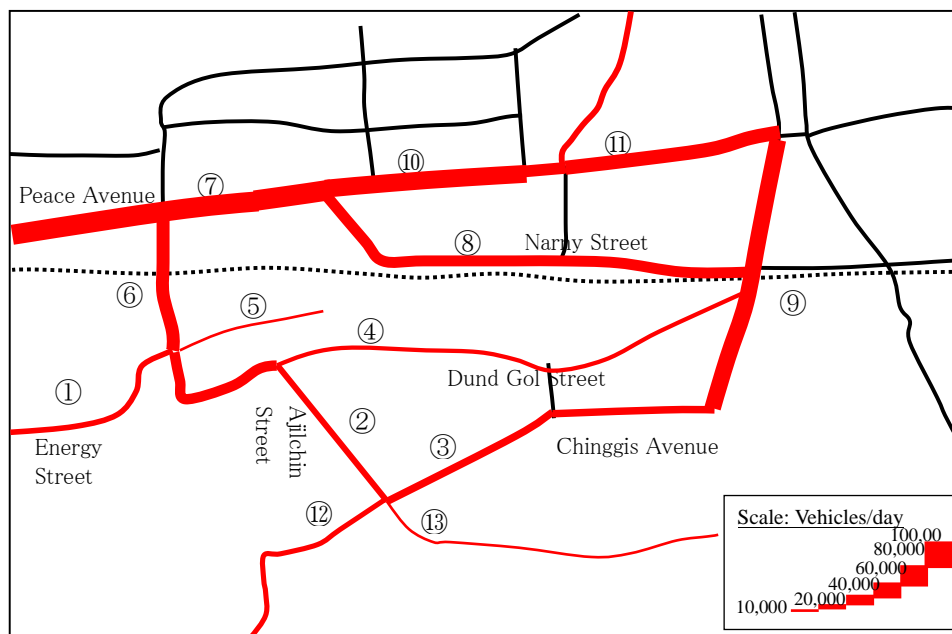 ⑪
⑩
Peace Avenue
⑦
⑧
Narny Street
⑥
⑤
⑨
④
Dund Gol Street
①
Ajilchin
Street
②
Energy
Street
③
Chinggis Avenue
⑫
⑬
Scale: Vehicles/day
100,00
80,000
60,000
40,000
20,000
10,000